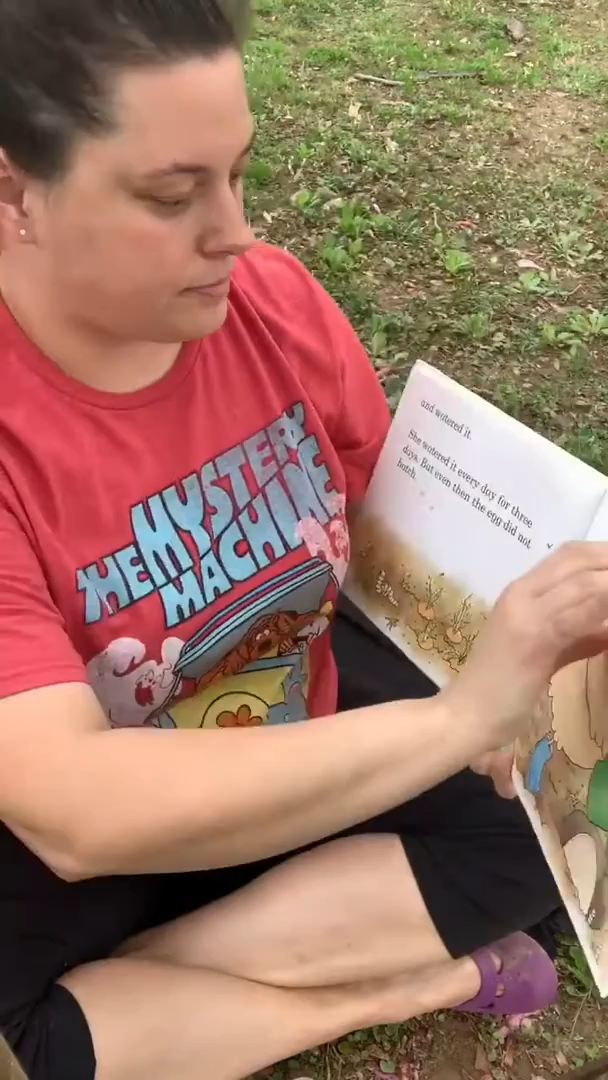 THE MYSTERY
MACHINE
and watered it.
She watered it every day for three
days. But even then the egg did not
hatch.